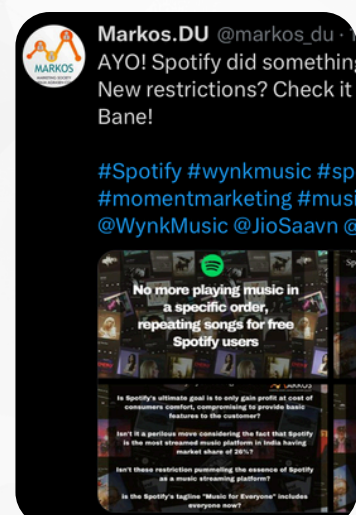 MARKOS
Markos.DU @markos_du ·
AYO! Spotify did something
New restrictions? Check it
Bane!
#Spotify #wynkmusic #sp
#momentmarketing #musi
@WynkMusic @JioSaavn @
No more playing music in
a specific order,
repeating songs for free
Spotify users
Sp
MARKOS
Is Spotify's ultimate goal is to only gain profit at cost of
consumers comfort, compromising to provide basic
features to the customer?
Isn't it a perilous move considering the fact that Spotify
is the most streamed music platform in India having
market share of 26%?
Isn't these restriction pummeling the essence of Spotify
as a music streaming platform?
is the Spotify's tagline "Music for Everyone" includes
everyone now?